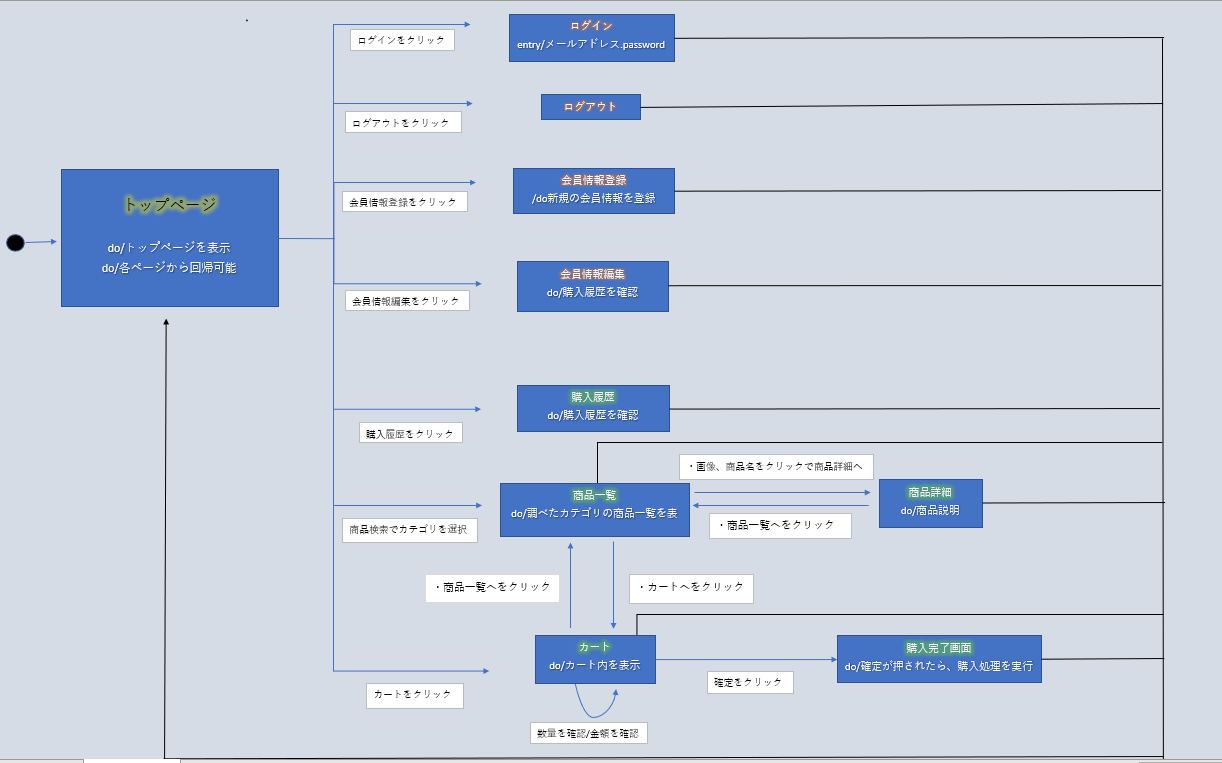 ログイン
entry/メールアドレス.password
ログインをクリック
ログアウト
ログアウトをクリック
会員情報登録
/do新規の会員情報を登録
会員情報登録をクリック
トップページ
do/トップページを表示
do/各ページから回帰可能
会員情報編集
do/購入履歴を確認
会員情報編集をクリック
購入履歴
do/購入履歴を確認
購入履歴をクリック
・画像、商品名をクリックで商品詳細へ
商品一覧
do/調べたカテゴリの商品一覧を表
商品詳細
do/商品説明
商品検索でカテゴリを選択
・商品一覧へをクリック
・商品一覧へをクリック
・カートへをクリック
カート
do/カート内を表示
購入完了画面
do/確定が押されたら、購入処理を実行
カートをクリック
確定をクリック
数量を確認/金額を確認